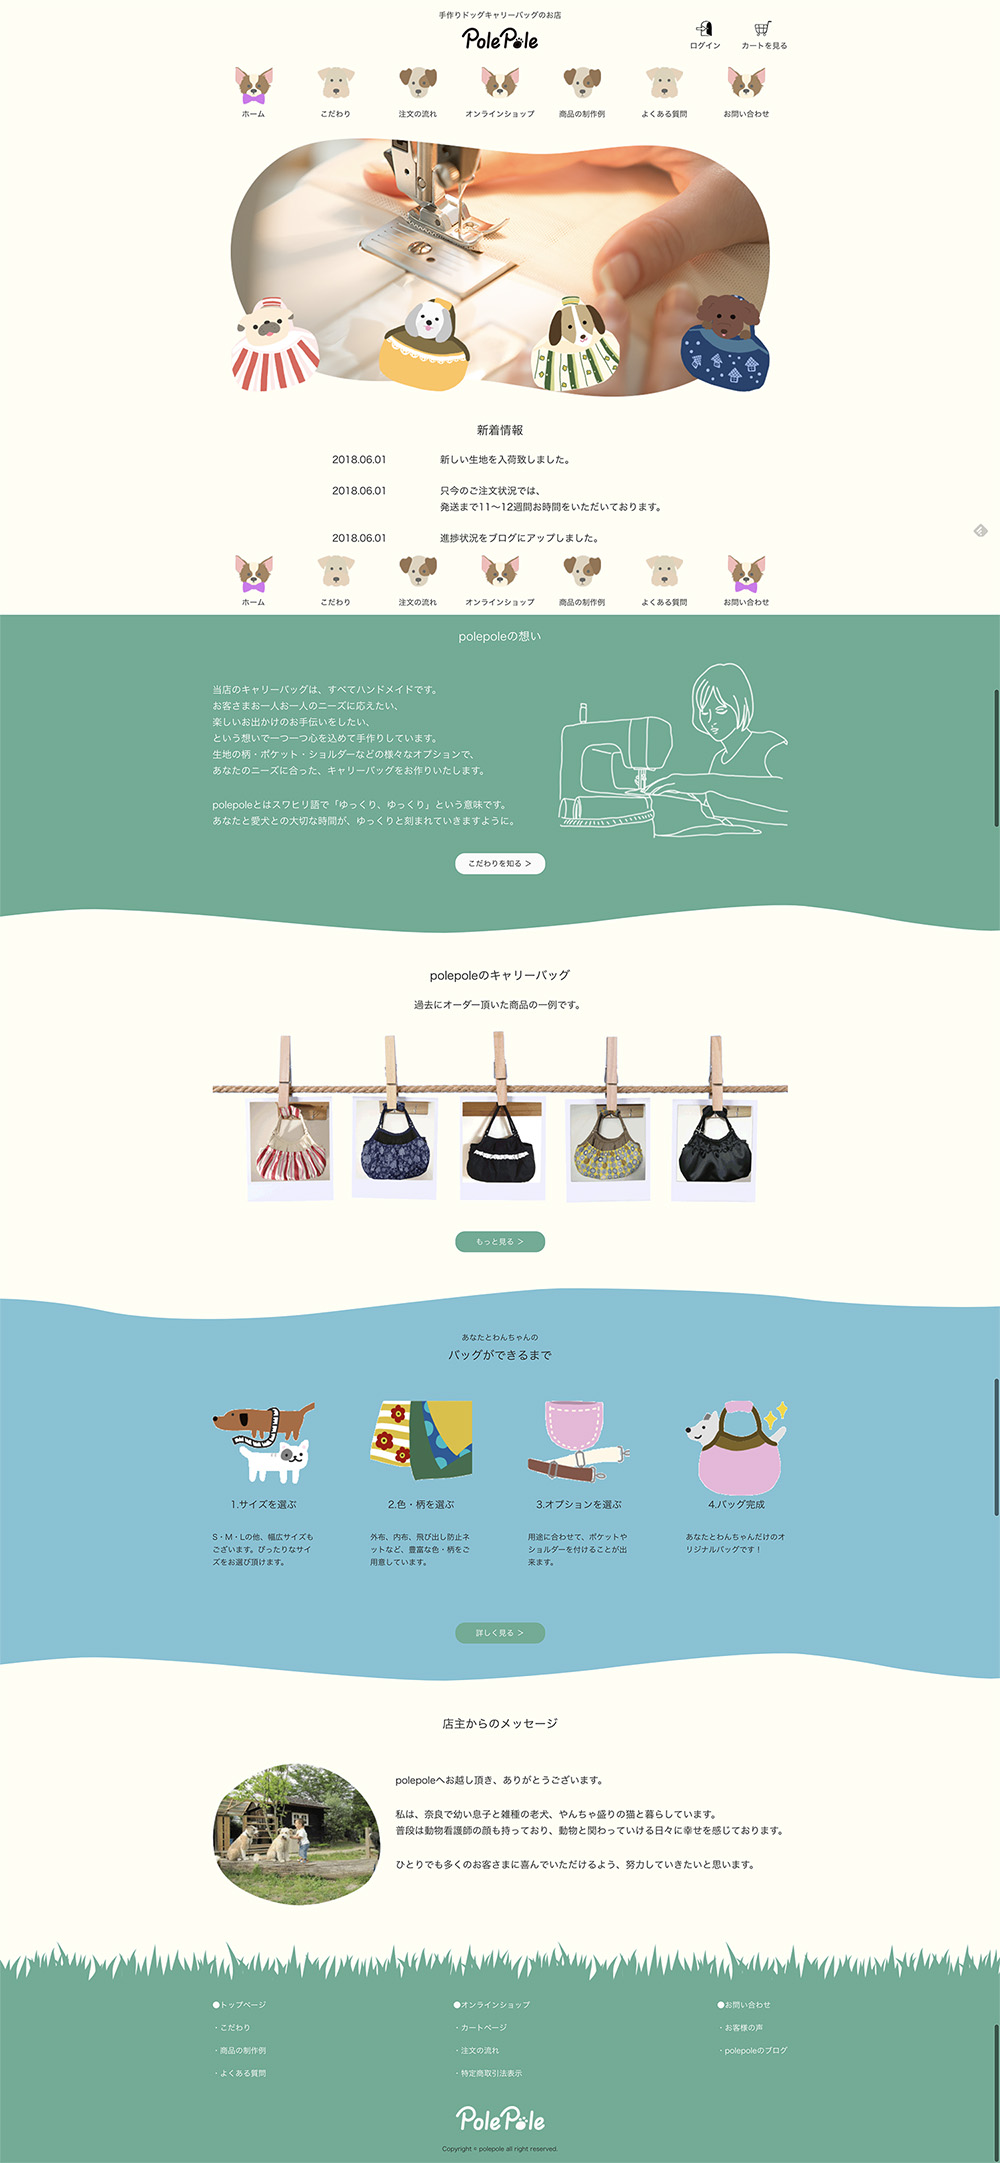 手作りドッグキャリーバッグのお店
PolePole
ログイン
カートを見る
ホーム
こだわり
注文の流れ
オンラインショップ
商品の制作例
よくある質問
お問い合わせ
新着情報
2018.06.01
新しい生地を入荷致しました。
2018.06.01
只今のご注文状況では、
発送まで11〜12週間お時間をいただいております。
2018.06.01
進捗状況をブログにアップしました。
ホーム
こだわり
注文の流れ
オンラインショップ
商品の制作例
よくある質問
お問い合わせ
polepoleの想い
当店のキャリーバッグは、すべてハンドメイドです。
お客さまお一人お一人のニーズに応えたい、
楽しいお出かけのお手伝いをしたい、
という想いで一つ一つ心を込めて手作りしています。
生地の柄・ポケット・ショルダーなどの様々なオプションで、
あなたのニーズに合った、キャリーバッグをお作りいたします。
polepoleとはスワヒリ語で「ゆっくり、ゆっくり」という意味です。
あなたと愛犬との大切な時間が、ゆっくりと刻まれていきますように。
こだわりを知る ＞
polepoleのキャリーバッグ
過去にオーダー頂いた商品の一例です。
もっと見る ＞
あなたとわんちゃんの
バッグができるまで
1.サイズを選ぶ
S・M・Lの他、幅広サイズも
ございます。ぴったりなサイ
ズをお選び頂けます。
2.色・柄を選ぶ
外布、内布、飛び出し防止ネ
ットなど、豊富な色・柄をご
用意しています。
3.オプションを選ぶ
用途に合わせて、ポケットや
ショルダーを付けることが出
来ます。
4.バッグ完成
あなたとわんちゃんだけのオ
リジナルバッグです！
詳しく見る ＞
店主からのメッセージ
polepoleへお越し頂き、ありがとうございます。
私は、奈良で幼い息子と雑種の老犬、やんちゃ盛りの猫と暮らしています。
普段は動物看護師の顔も持っており、動物と関わっていける日々に幸せを感じております。
ひとりでも多くのお客さまに喜んでいただけるよう、努力していきたいと思います。
●トップページ
・こだわり
・商品の制作例
・よくある質問
●オンラインショップ
・カートページ
・注文の流れ
・特定商取引法表示
●お問い合わせ
・お客様の声
・polepoleのブログ
PolePole
Copyright © polepole all right reserved.